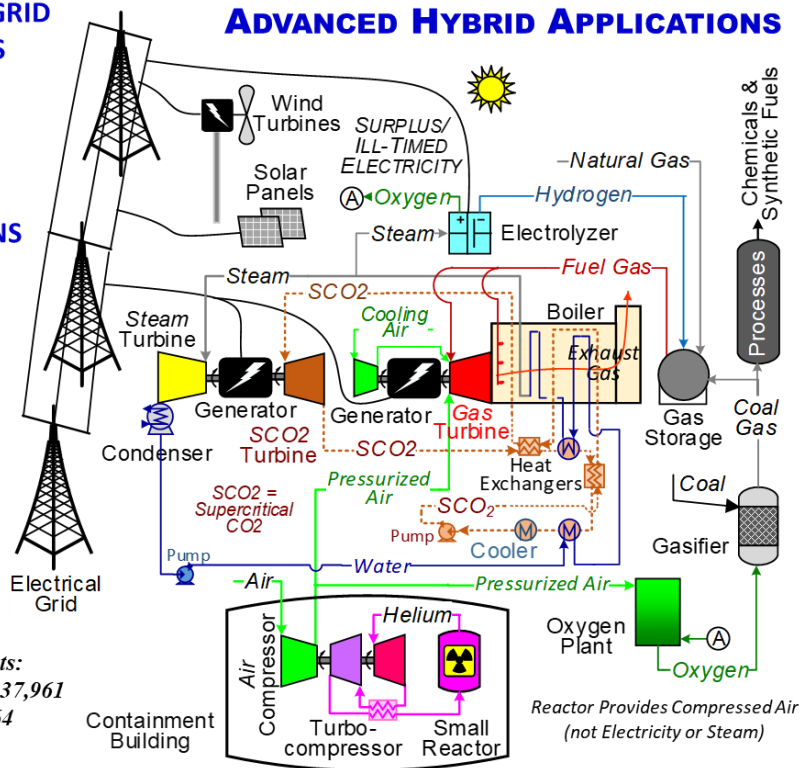 GRID
ADVANCED HYBRID APPLICATIONS
S
NS
Wind
Turbines
Solar
Panels
SURPLUS/
ILL-TIMED
ELECTRICITY
A
Oxygen
Steam
+ -
Electrolyzer
Natural Gas
Hydrogen
Chemicals &
Synthetic Fuels
Processes
Steam
SCO2
Fuel Gas
Cooling
Air
Boiler
Exhaust
Gas
Steam
Turbine
Generator
SCO2
Turbine
Generator
Gas
Turbine
Gas
Storage
Coal
Gas
Condenser
SCO2
Heat
Exchangers
Pressurized
Air
SCO2 =
Supercritical
CO2
SCO2
Pump
Cooler
Coal
Gasifier
Pump
Water
Electrical
Grid
Air
Pressurized Air
Helium
Air
Compressor
Turbo-
compressor
Small
Reactor
Oxygen
Plant
A
Oxygen
ts:
37,961
64
Containment
Building
Reactor Provides Compressed Air
(not Electricity or Steam)